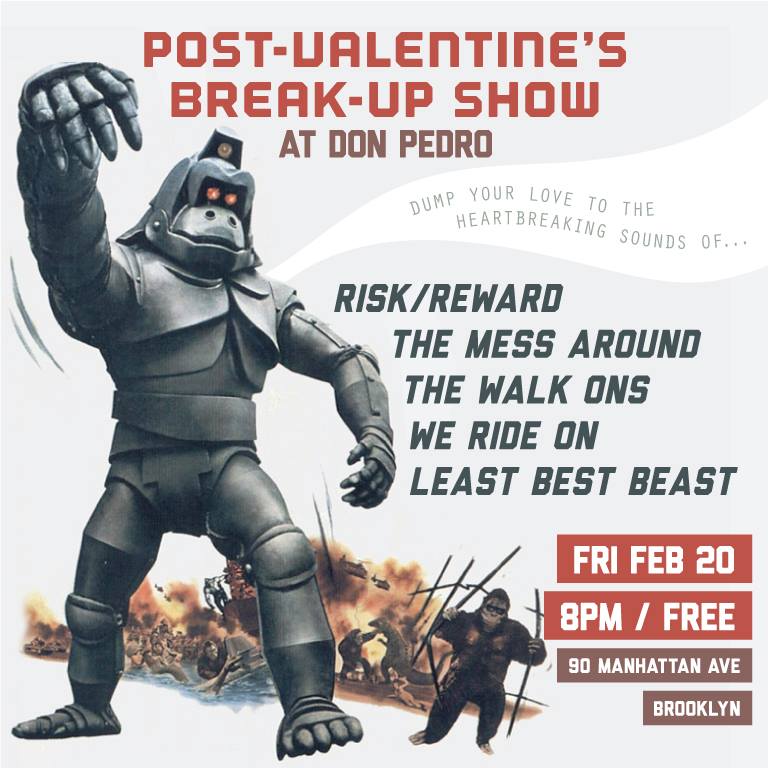 POST-VALENTINE'S
BREAK-UP SHOW
AT DON PEDRO
DUMP YOUR LOVE TO THE
HEARTBREAKING SOUNDS OF...
RISK/REWARD
THE MESS AROUND
THE WALK ONS
WE RIDE ON
LEAST BEST BEAST
FRI FEB 20
8PM / FREE
90 MANHATTAN AVE
BROOKLYN